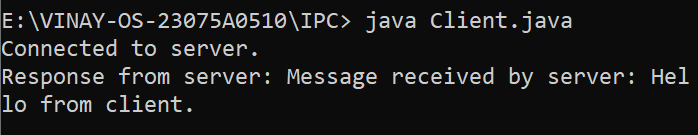 E:\VINAY-OS-23075A0510\IPC> java Client.java
Connected to server.
Response from server: Message received by server: Hel
lo from client.